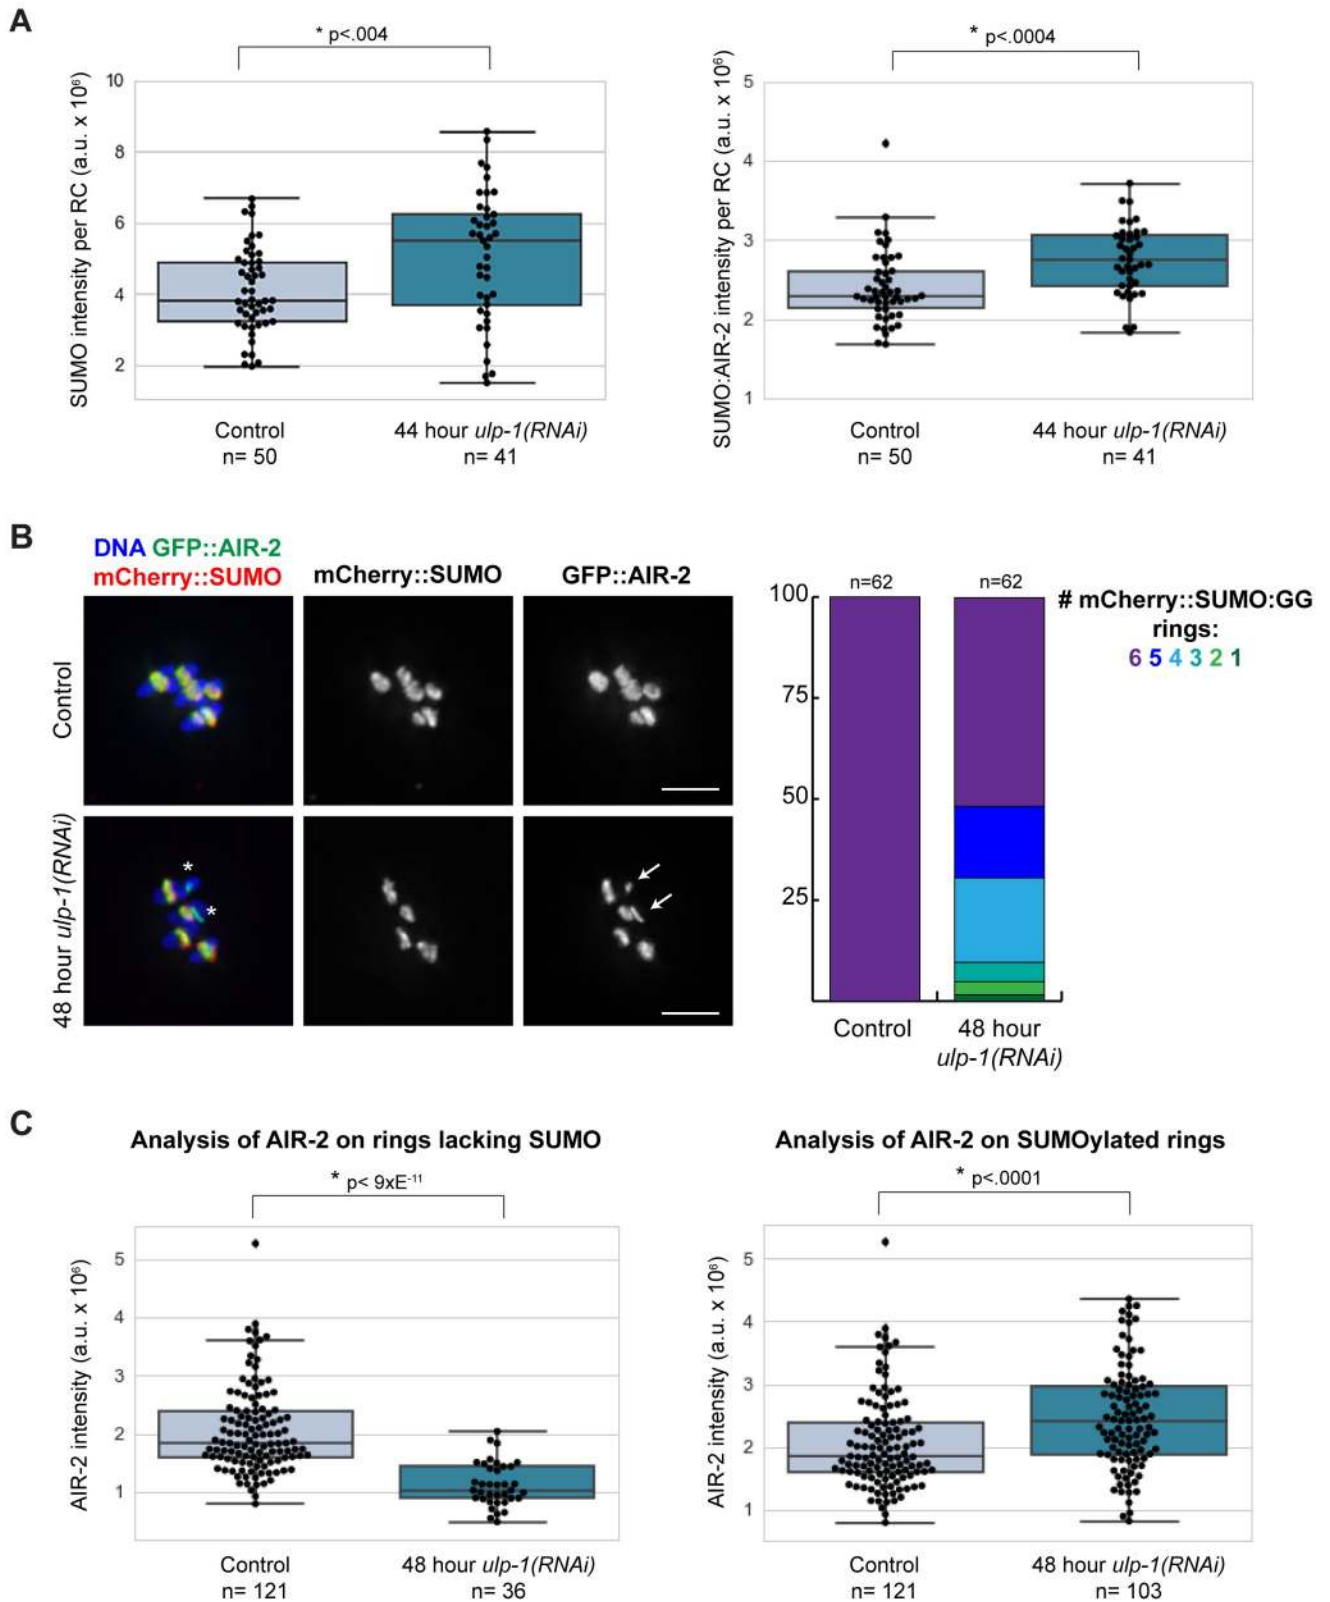 A
* p<.004
SUMO intensity per RC (a.u. x 10⁶)
10
8
6
4
2
Control
n= 50
44 hour ulp-1(RNAi)
n= 41
* p<.0004
SUMO:AIR-2 intensity per RC (a.u. x 10⁶)
5
4
3
2
1
Control
n= 50
44 hour ulp-1(RNAi)
n= 41
B
DNA GFP::AIR-2
mCherry::SUMO
mCherry::SUMO
GFP::AIR-2
Control
48 hour ulp-1(RNAi)
*
*
100
75
50
25
n=62
n=62
Control
48 hour
ulp-1(RNAi)
# mCherry::SUMO:GG
rings:
6 5 4 3 2 1
C
Analysis of AIR-2 on rings lacking SUMO
* p< 9xE⁻¹¹
AIR-2 intensity (a.u. x 10⁶)
5
4
3
2
1
Control
n= 121
48 hour ulp-1(RNAi)
n= 36
Analysis of AIR-2 on SUMOylated rings
* p<.0001
AIR-2 intensity (a.u. x 10⁶)
5
4
3
2
1
Control
n= 121
48 hour ulp-1(RNAi)
n= 103